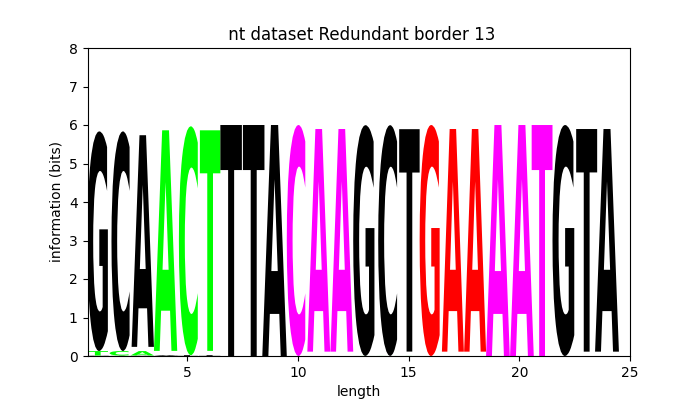 nt dataset Redundant border 13
8
7
6
5
4
3
2
1
0
information (bits)
GCAACTTTACAAGCTGAAAATGTA
5 10 15 20 25
length